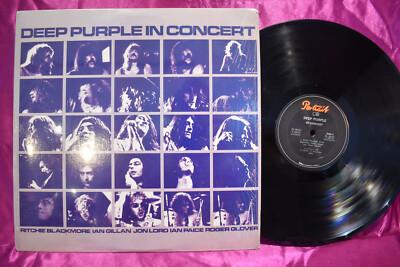 DEEP PURPLE IN CONCERT
RITCHIE BLACKMORE IAN GILLAN JON LORD IAN PAICE ROGER GLOVER
Portrait
DEEP PURPLE